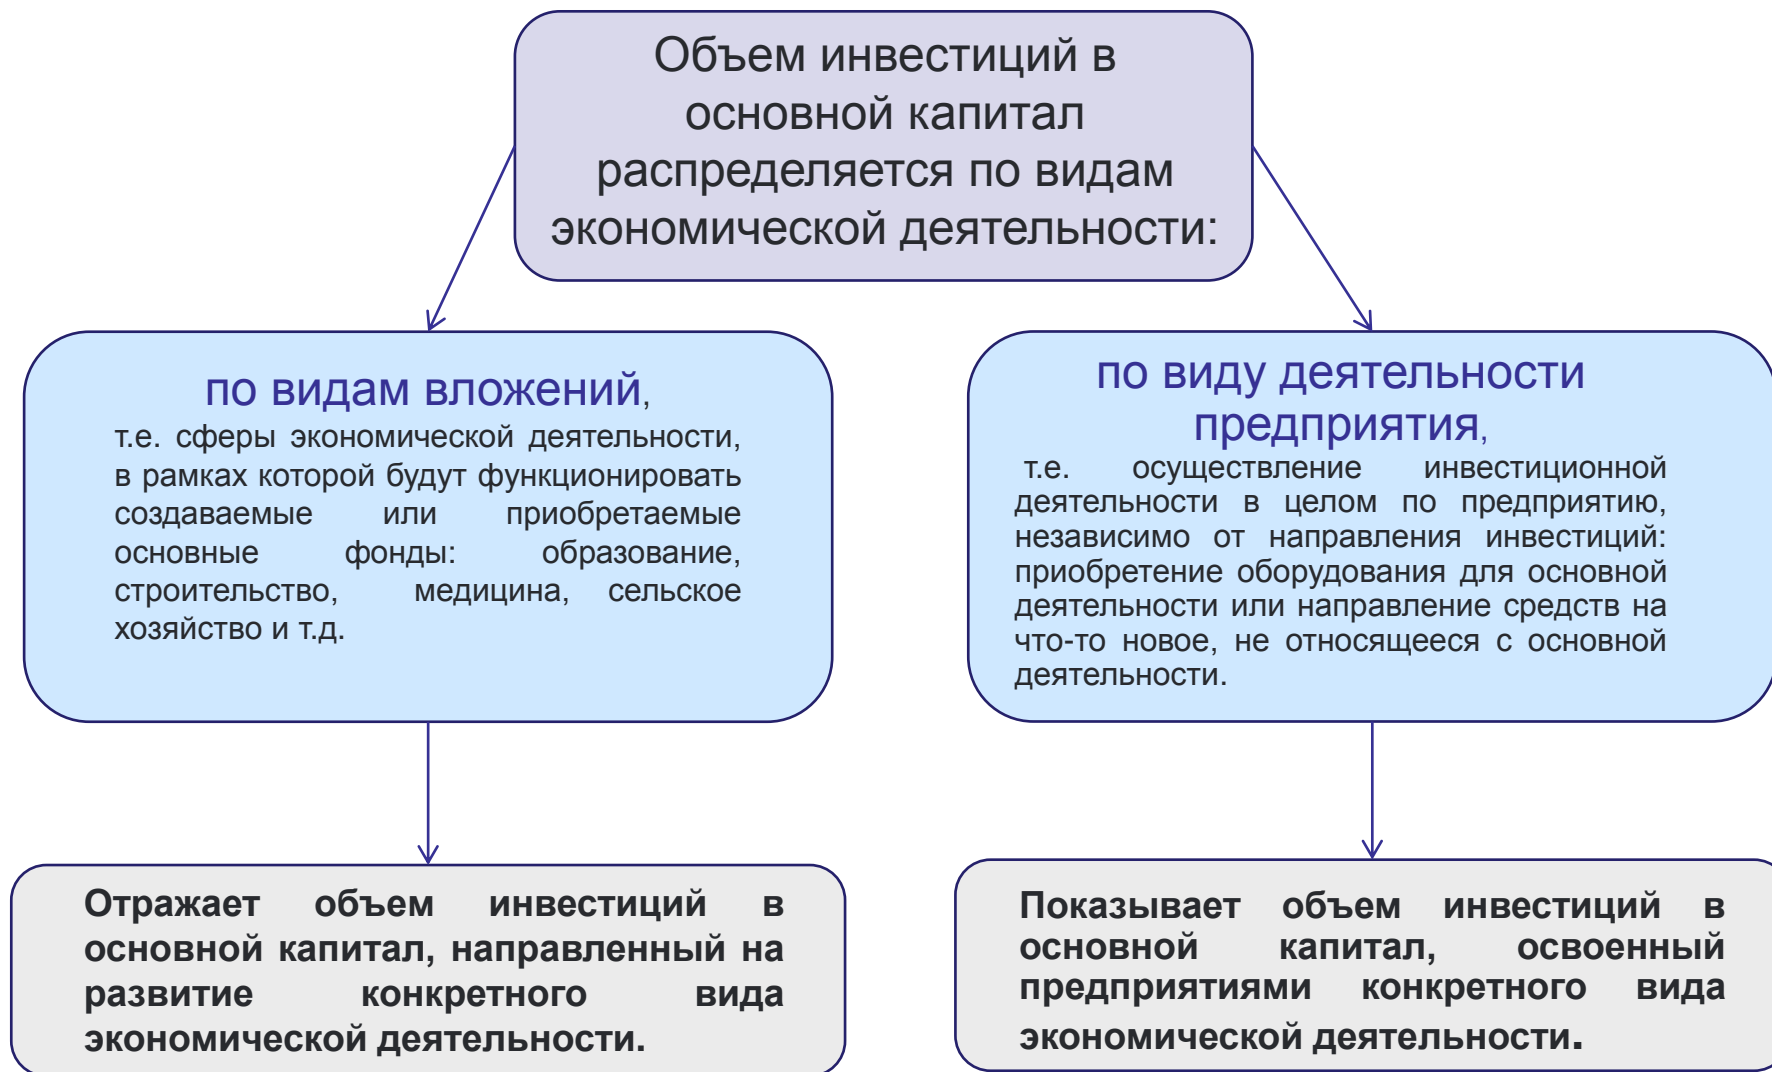 Объем инвестиций в
основной капитал
распределяется по видам
экономической деятельности:
по видам вложений,
т.е. сферы экономической деятельности,
в рамках которой будут функционировать
создаваемые или приобретаемые
основные фонды: образование,
строительство, медицина, сельское
хозяйство и т.д.
по виду деятельности
предприятия,
т.е. осуществление инвестиционной
деятельности в целом по предприятию,
независимо от направления инвестиций:
приобретение оборудования для основной
деятельности или направление средств на
что-то новое, не относящееся с основной
деятельности.
Отражает объем инвестиций в
основной капитал, направленный на
развитие конкретного вида
экономической деятельности.
Показывает объем инвестиций в
основной капитал, освоенный
предприятиями конкретного вида
экономической деятельности.